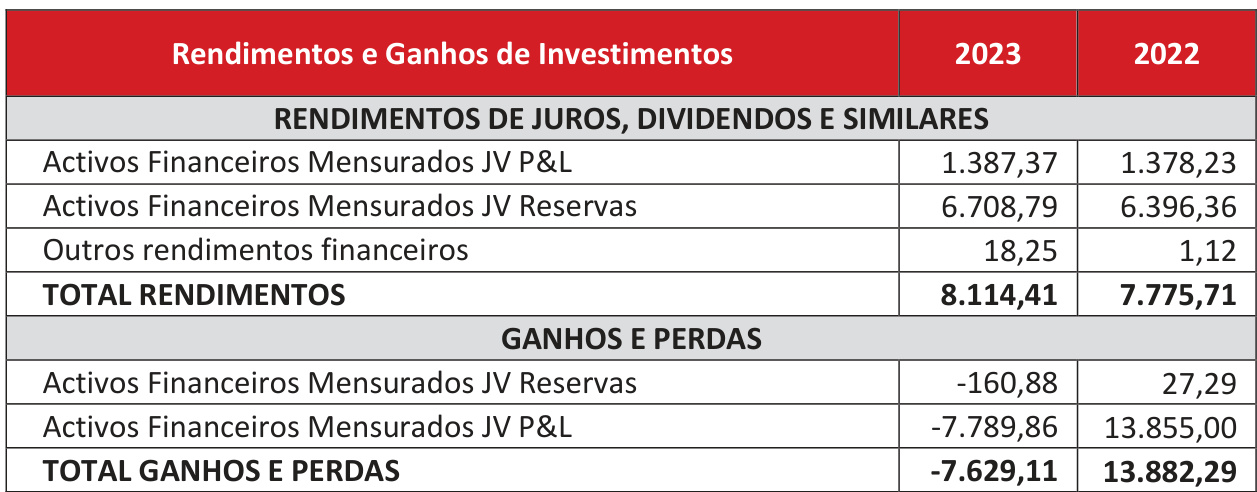 Rendimentos e Ganhos de Investimentos 2023 2022
RENDIMENTOS DE JUROS, DIVIDENDOS E SIMILARES
Activos Financeiros Mensurados JV P&L 1.387,37 1.378,23
Activos Financeiros Mensurados JV Reservas 6.708,79 6.396,36
Outros rendimentos financeiros 18,25 1,12
TOTAL RENDIMENTOS 8.114,41 7.775,71
GANHOS E PERDAS
Activos Financeiros Mensurados JV Reservas -160,88 27,29
Activos Financeiros Mensurados JV P&L -7.789,86 13.855,00
TOTAL GANHOS E PERDAS -7.629,11 13.882,29